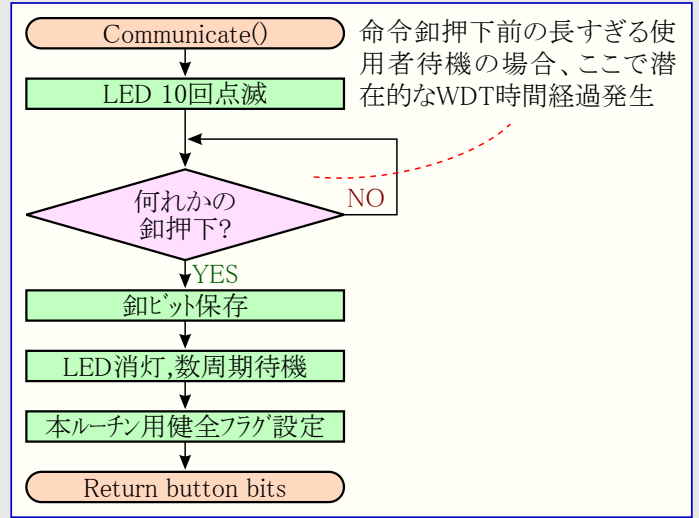 Communicate()
命令釦押下前の長すぎる使
用者待機の場合、ここで潜
在的なWDT時間経過発生
LED 10回点滅
何れかの
釦押下?
NO
YES
釦ﾋﾞｯﾄ保存
LED消灯,数周期待機
本ﾙｰﾁﾝ用健全ﾌﾗｸﾞ設定
Return button bits